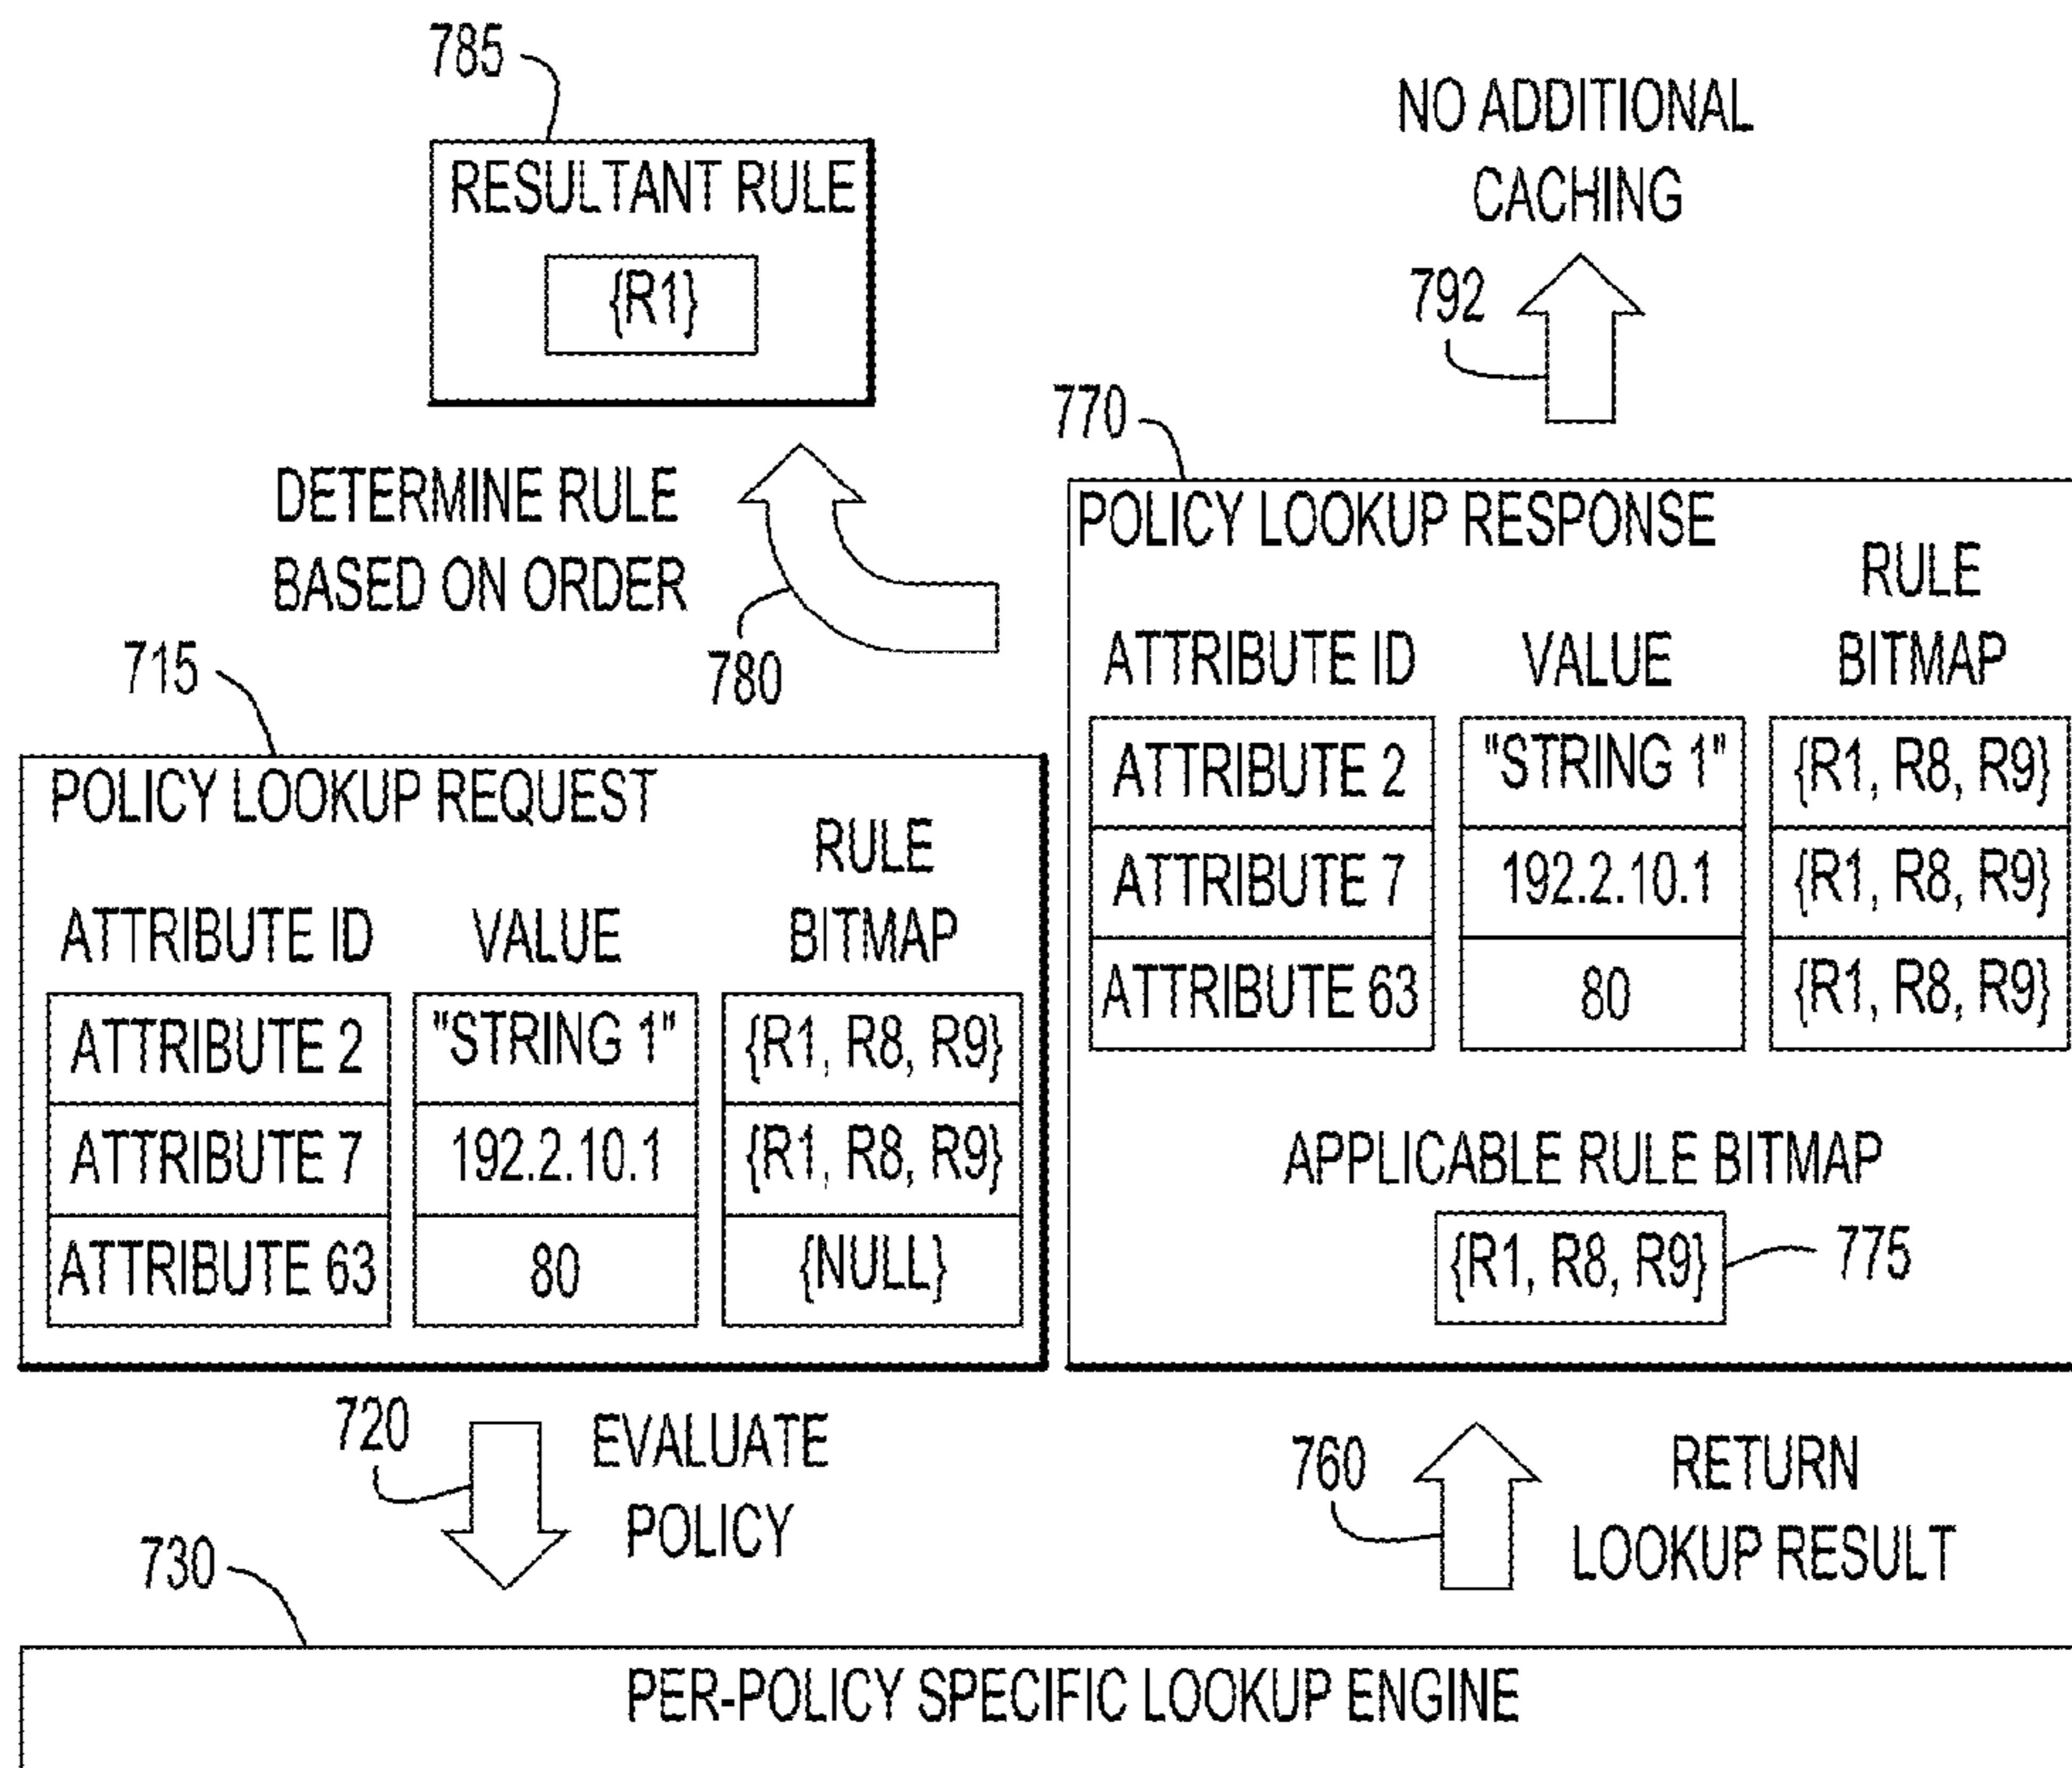 785
RESULTANT RULE
{R1}
NO ADDITIONAL
CACHING
792
DETERMINE RULE
BASED ON ORDER
780
770
POLICY LOOKUP RESPONSE
RULE
ATTRIBUTE ID VALUE BITMAP
ATTRIBUTE 2 "STRING 1" {R1, R8, R9}
ATTRIBUTE 7 192.2.10.1 {R1, R8, R9}
ATTRIBUTE 63 80 {R1, R8, R9}
APPLICABLE RULE BITMAP
{R1, R8, R9} 775
715
POLICY LOOKUP REQUEST
RULE
ATTRIBUTE ID VALUE BITMAP
ATTRIBUTE 2 "STRING 1" {R1, R8, R9}
ATTRIBUTE 7 192.2.10.1 {R1, R8, R9}
ATTRIBUTE 63 80 {NULL}
720
EVALUATE
POLICY
760
RETURN
LOOKUP RESULT
730
PER-POLICY SPECIFIC LOOKUP ENGINE